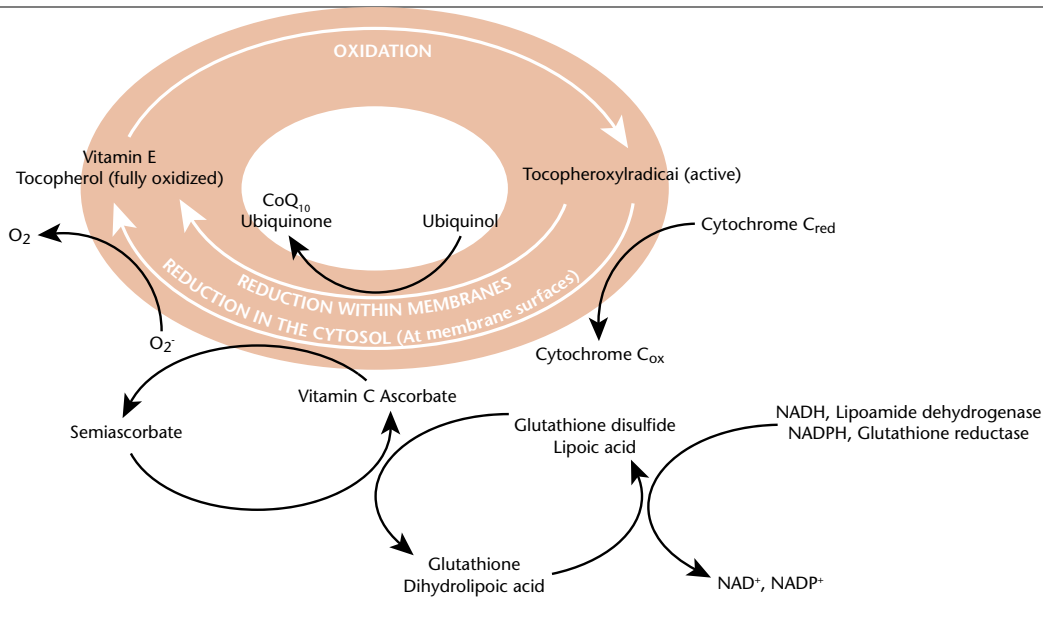 OXIDATION
Vitamin E
Tocopherol (fully oxidized)
Tocopheroxylradicai (active)
CoQ₁₀
Ubiquinone
Ubiquinol
Cytochrome Cred
O₂
REDUCTION WITHIN MEMBRANES
REDUCTION IN THE CYTOSOL (At membrane surfaces)
O₂⁻
Cytochrome Cox
Vitamin C Ascorbate
Semiascorbate
Glutathione disulfide
Lipoic acid
NADH, Lipoamide dehydrogenase
NADPH, Glutathione reductase
Glutathione
Dihydrolipoic acid
NAD⁺, NADP⁺